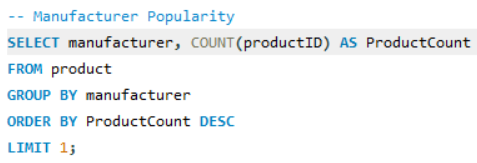 -- Manufacturer Popularity
SELECT manufacturer, COUNT(productID) AS ProductCount
FROM product
GROUP BY manufacturer
ORDER BY ProductCount DESC
LIMIT 1;